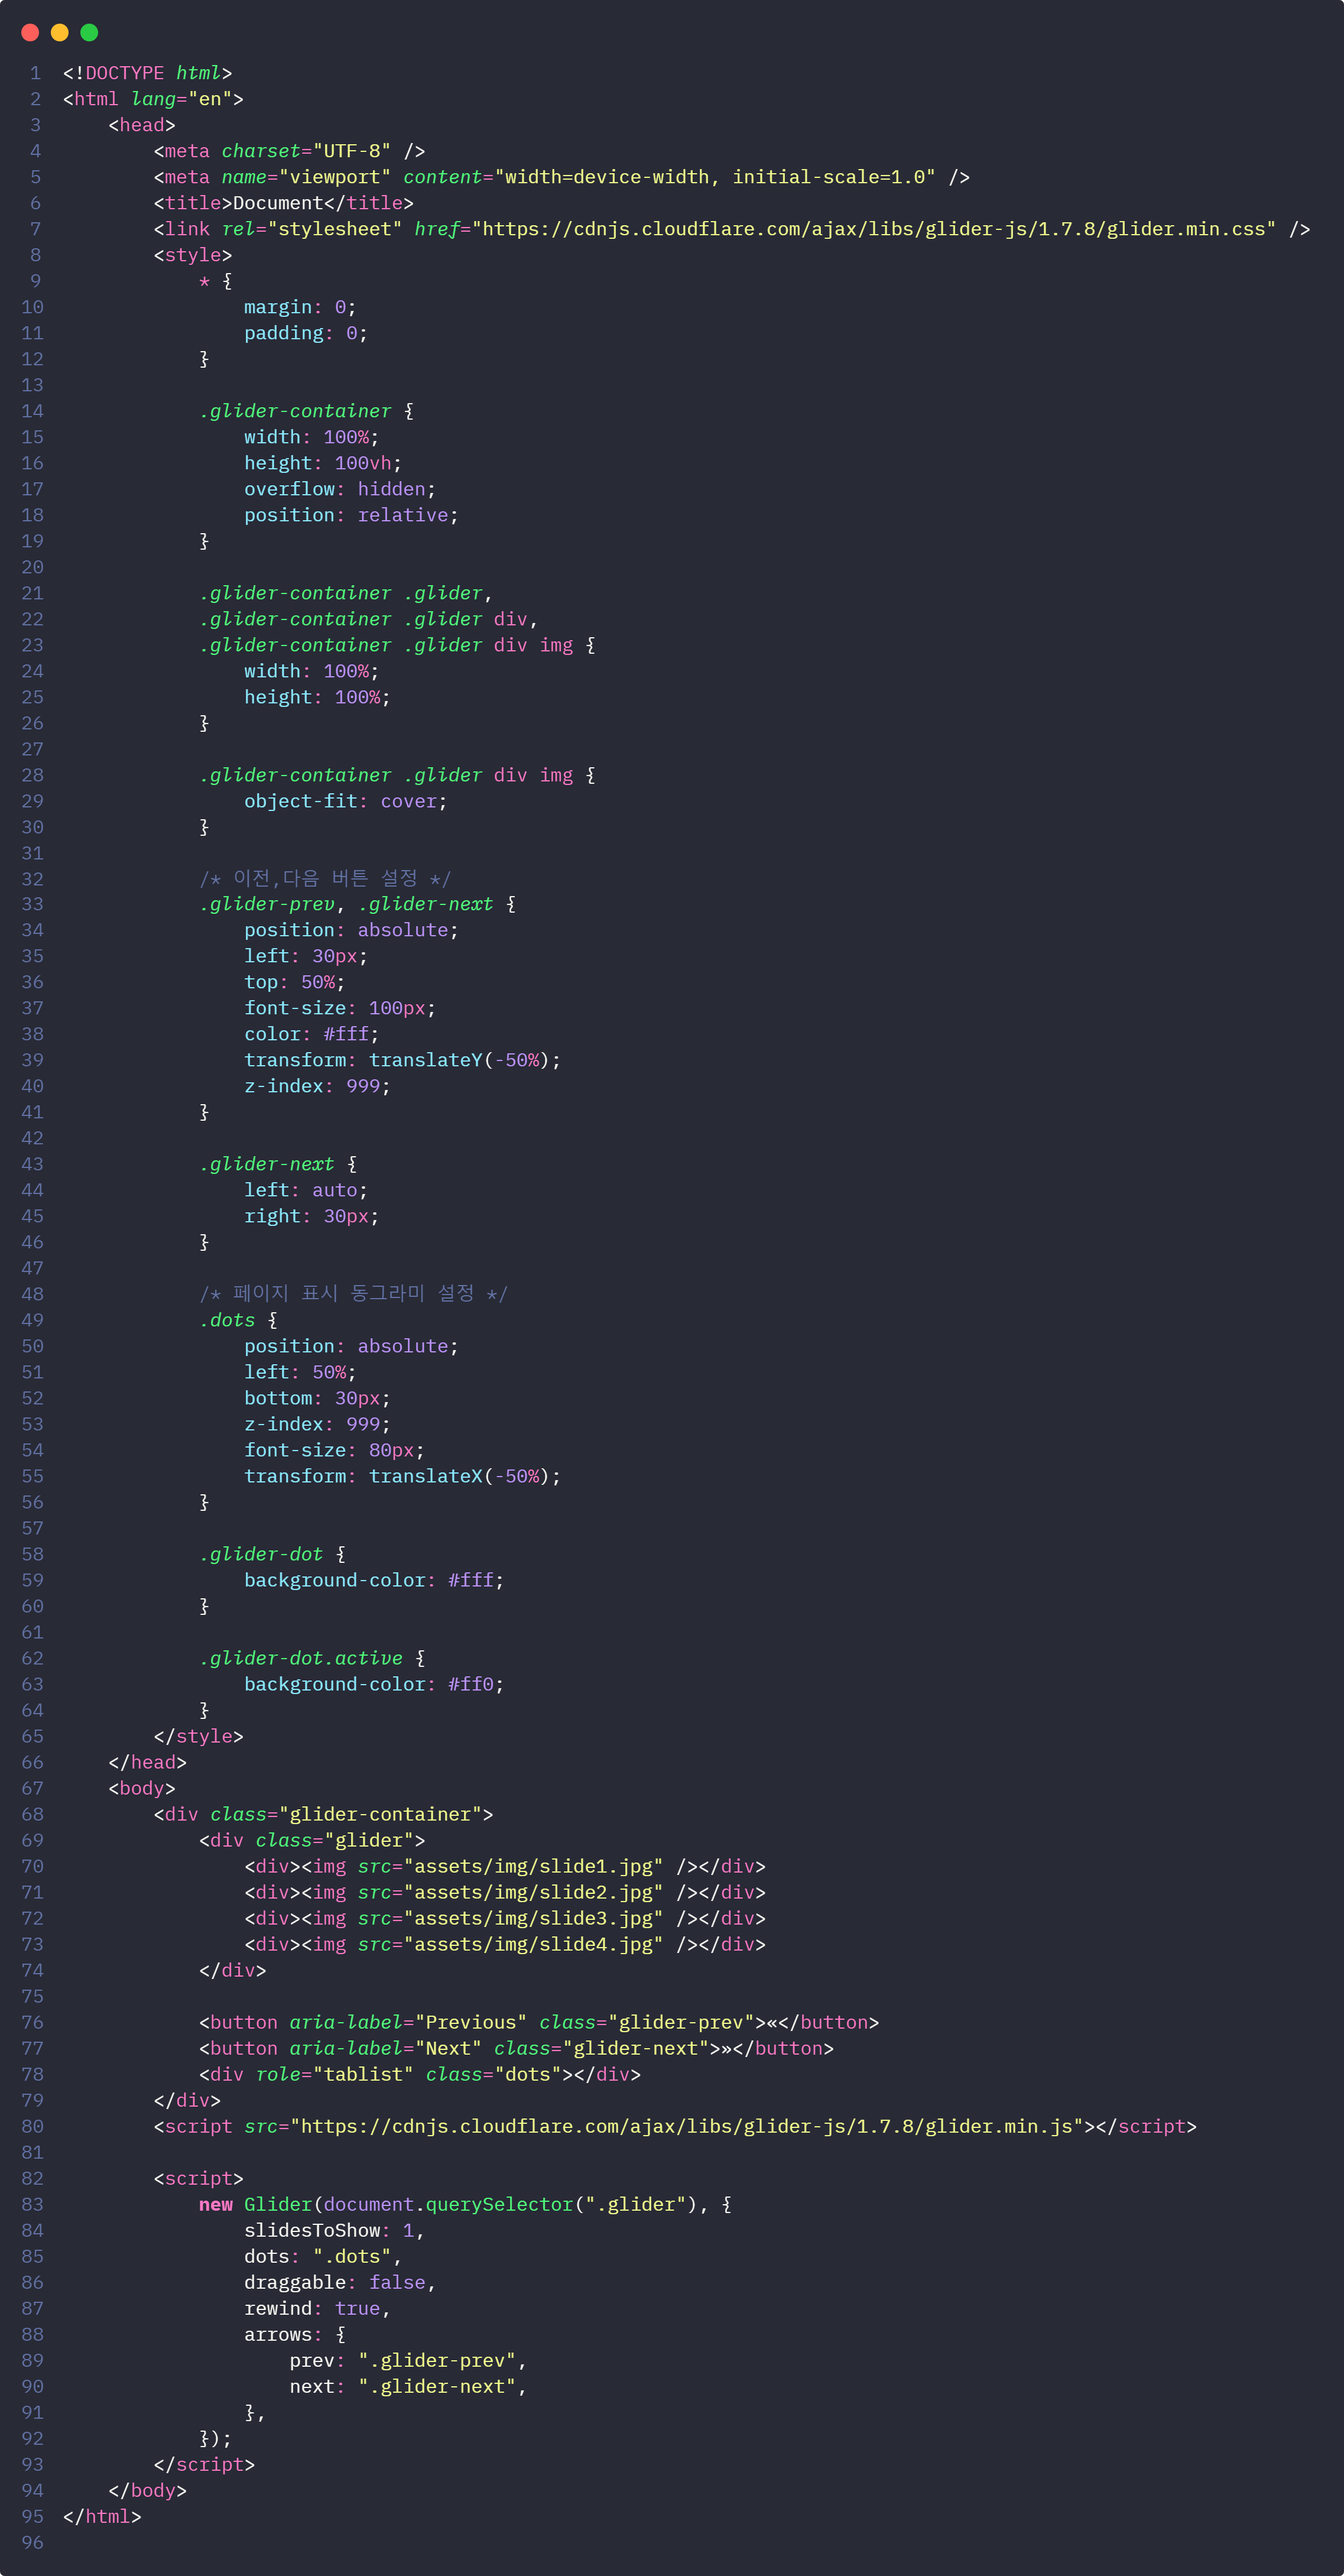 1 <!DOCTYPE html>
2 <html lang="en">
3     <head>
4         <meta charset="UTF-8" />
5         <meta name="viewport" content="width=device-width, initial-scale=1.0" />
6         <title>Document</title>
7         <link rel="stylesheet" href="https://cdnjs.cloudflare.com/ajax/libs/glider-js/1.7.8/glider.min.css" />
8         <style>
9             * {
10                 margin: 0;
11                 padding: 0;
12             }
13
14             .glider-container {
15                 width: 100%;
16                 height: 100vh;
17                 overflow: hidden;
18                 position: relative;
19             }
20
21             .glider-container .glider,
22             .glider-container .glider div,
23             .glider-container .glider div img {
24                 width: 100%;
25                 height: 100%;
26             }
27
28             .glider-container .glider div img {
29                 object-fit: cover;
30             }
31
32             /* 이전,다음 버튼 설정 */
33             .glider-prev, .glider-next {
34                 position: absolute;
35                 left: 30px;
36                 top: 50%;
37                 font-size: 100px;
38                 color: #fff;
39                 transform: translateY(-50%);
40                 z-index: 999;
41             }
42
43             .glider-next {
44                 left: auto;
45                 right: 30px;
46             }
47
48             /* 페이지 표시 동그라미 설정 */
49             .dots {
50                 position: absolute;
51                 left: 50%;
52                 bottom: 30px;
53                 z-index: 999;
54                 font-size: 80px;
55                 transform: translateX(-50%);
56             }
57
58             .glider-dot {
59                 background-color: #fff;
60             }
61
62             .glider-dot.active {
63                 background-color: #ff0;
64             }
65         </style>
66     </head>
67     <body>
68         <div class="glider-container">
69             <div class="glider">
70                 <div><img src="assets/img/slide1.jpg" /></div>
71                 <div><img src="assets/img/slide2.jpg" /></div>
72                 <div><img src="assets/img/slide3.jpg" /></div>
73                 <div><img src="assets/img/slide4.jpg" /></div>
74             </div>
75
76             <button aria-label="Previous" class="glider-prev">«</button>
77             <button aria-label="Next" class="glider-next">»</button>
78             <div role="tablist" class="dots"></div>
79         </div>
80         <script src="https://cdnjs.cloudflare.com/ajax/libs/glider-js/1.7.8/glider.min.js"></script>
81
82         <script>
83             new Glider(document.querySelector(".glider"), {
84                 slidesToShow: 1,
85                 dots: ".dots",
86                 draggable: false,
87                 rewind: true,
88                 arrows: {
89                     prev: ".glider-prev",
90                     next: ".glider-next",
91                 },
92             });
93         </script>
94     </body>
95 </html>
96